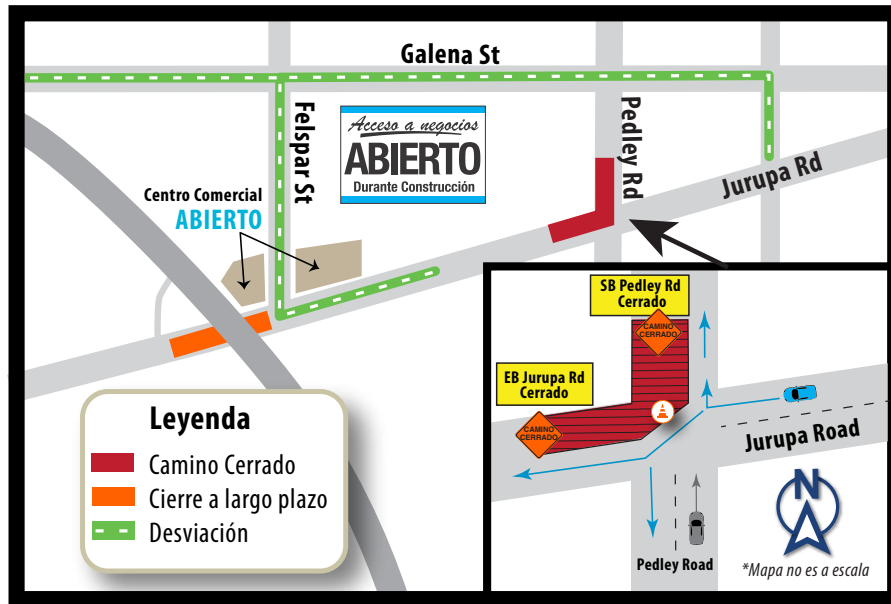 Galena St
Felspar St
Acceso a negocios
ABIERTO
Durante Construcción
Pedley Rd
Jurupa Rd
Centro Comercial
ABIERTO
SB Pedley Rd
Cerrado
CAMINO
CERRADO
EB Jurupa Rd
Cerrado
CAMINO
CERRADO
Jurupa Road
Pedley Road
N
*Mapa no es a escala
Leyenda
Camino Cerrado
Cierre a largo plazo
Desviación